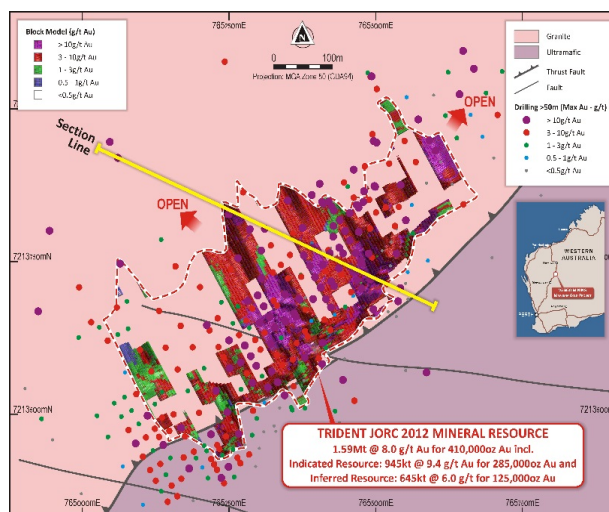 Block Model (g/t Au)
> 10g/t Au
3 - 10g/t Au
1 - 3g/t Au
0.5 - 1g/t Au
<0.5g/t Au
N
0 100m
Projection: MGA Zone 50 (GDA94)
Granite
Ultramafic
Thrust Fault
Fault
Drilling >50m (Max Au - g/t)
> 10g/t Au
3 - 10g/t Au
1 - 3g/t Au
0.5 - 1g/t Au
<0.5g/t Au
OPEN
Section
Line
OPEN
WESTERN
AUSTRALIA
PERTH
TRIDENT JORC 2012 MINERAL RESOURCE
1.59Mt @ 8.0 g/t Au for 410,000oz Au incl.
Indicated Resource: 945kt @ 9.4 g/t Au for 285,000oz Au and
Inferred Resource: 645kt @ 6.0 g/t for 125,000oz Au